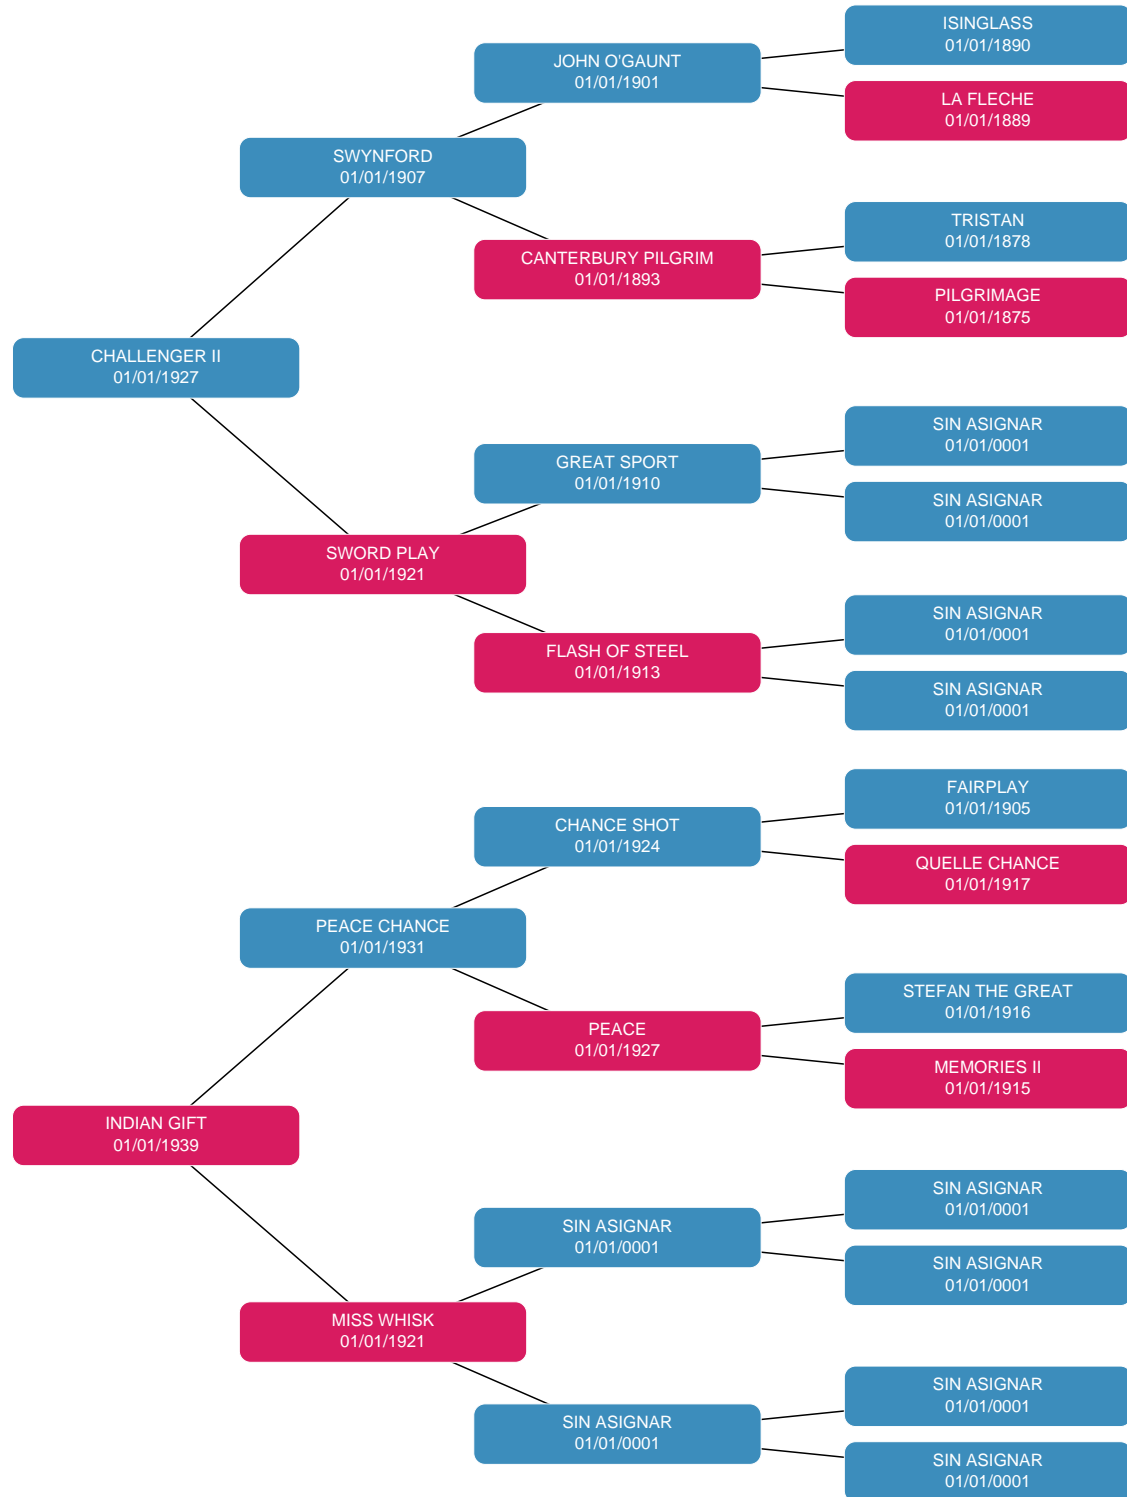 ISINGLASS
01/01/1890
JOHN O'GAUNT
01/01/1901
LA FLECHE
01/01/1889
SWYNFORD
01/01/1907
TRISTAN
01/01/1878
CANTERBURY PILGRIM
01/01/1893
PILGRIMAGE
01/01/1875
CHALLENGER II
01/01/1927
SIN ASIGNAR
01/01/0001
GREAT SPORT
01/01/1910
SIN ASIGNAR
01/01/0001
SWORD PLAY
01/01/1921
SIN ASIGNAR
01/01/0001
FLASH OF STEEL
01/01/1913
SIN ASIGNAR
01/01/0001
FAIRPLAY
01/01/1905
CHANCE SHOT
01/01/1924
QUELLE CHANCE
01/01/1917
PEACE CHANCE
01/01/1931
STEFAN THE GREAT
01/01/1916
PEACE
01/01/1927
MEMORIES II
01/01/1915
INDIAN GIFT
01/01/1939
SIN ASIGNAR
01/01/0001
SIN ASIGNAR
01/01/0001
SIN ASIGNAR
01/01/0001
MISS WHISK
01/01/1921
SIN ASIGNAR
01/01/0001
SIN ASIGNAR
01/01/0001
SIN ASIGNAR
01/01/0001